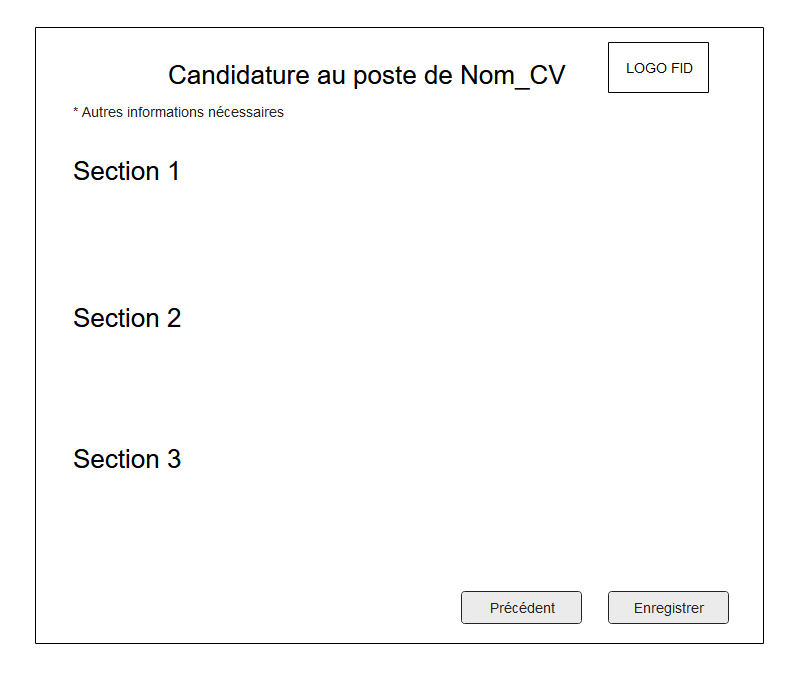 Candidature au poste de Nom_CV
LOGO FID
* Autres informations nécessaires
Section 1
Section 2
Section 3
Précédent
Enregistrer